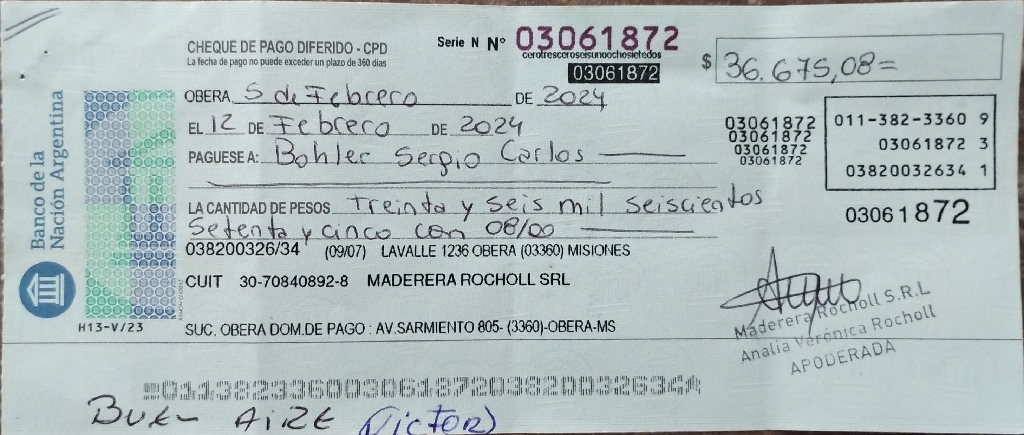 CHEQUE DE PAGO DIFERIDO - CPD
La fecha de pago no puede exceder un plazo de 360 días
Serie N Nº 03061872
cerotresceroseisunoochosietedos
03061872
$ 36.675,08=
OBERA 5 de Febrero DE 2024
EL 12 DE Febrero DE 2024
PAGUESE A: Bohler Sergio Carlos
LA CANTIDAD DE PESOS Treinta y seis mil seiscientos
Setenta y cinco con 08/00
03061872
03061872
03061872
03061872
011-382-3360 9
03061872 3
03820032634 1
03061872
038200326/34 (09/07) LAVALLE 1236 OBERA (03360) MISIONES
CUIT 30-70840892-8 MADERERA ROCHOLL SRL
SUC. OBERA DOM.DE PAGO : AV.SARMIENTO 805- (3360)-OBERA-MS
Banco de la
Nación Argentina
H13-V/23
Maderera Rocholl S.R.L
Analia Verónica Rocholl
APODERADA
01138233600306187203820032634
BUEN AIRE (Victor)